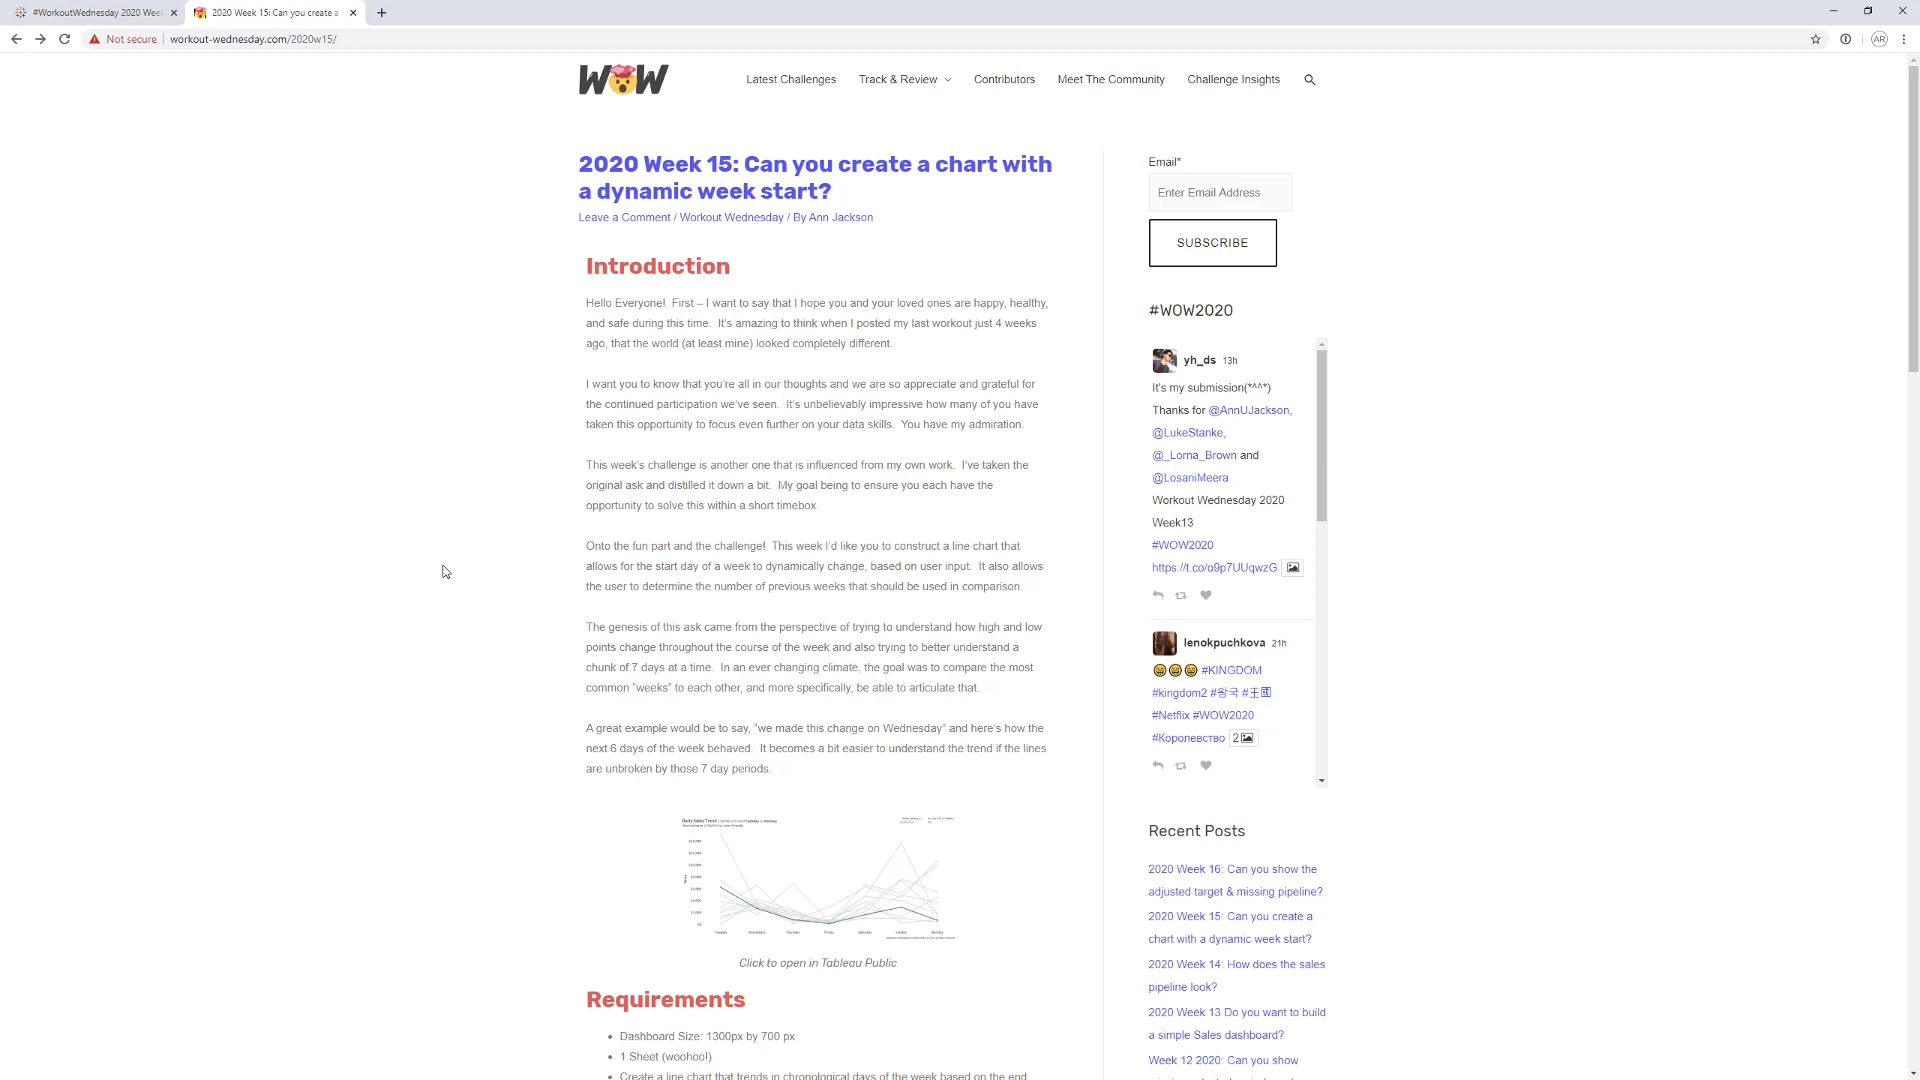 #WorkoutWednesday 2020 Wee
2020 Week 15: Can you create a
Not secure
workout-wednesday.com/2020w15/
AR
WOW
Latest Challenges
Track & Review
Contributors
Meet The Community
Challenge Insights
2020 Week 15: Can you create a chart with
a dynamic week start?
Leave a Comment / Workout Wednesday / By Ann Jackson
Introduction
Hello Everyone!  First – I want to say that I hope you and your loved ones are happy, healthy,
and safe during this time.  It's amazing to think when I posted my last workout just 4 weeks
ago, that the world (at least mine) looked completely different.
I want you to know that you're all in our thoughts and we are so appreciate and grateful for
the continued participation we've seen.  It's unbelievably impressive how many of you have
taken this opportunity to focus even further on your data skills.  You have my admiration.
This week's challenge is another one that is influenced from my own work.  I've taken the
original ask and distilled it down a bit.  My goal being to ensure you each have the
opportunity to solve this within a short timebox.
Onto the fun part and the challenge!  This week I'd like you to construct a line chart that
allows for the start day of a week to dynamically change, based on user input.  It also allows
the user to determine the number of previous weeks that should be used in comparison.
The genesis of this ask came from the perspective of trying to understand how high and low
points change throughout the course of the week and also trying to better understand a
chunk of 7 days at a time.  In an ever changing climate, the goal was to compare the most
common "weeks" to each other, and more specifically, be able to articulate that.
A great example would be to say, "we made this change on Wednesday" and here's how the
next 6 days of the week behaved.  It becomes a bit easier to understand the trend if the lines
are unbroken by those 7 day periods.
Daily Sales Trend
Tuesday
Wednesday
Thursday
Friday
Saturday
Sunday
Monday
Click to open in Tableau Public
Requirements
Dashboard Size: 1300px by 700 px
1 Sheet (woohoo!)
Create a line chart that trends in chronological days of the week based on the end
Email*
Enter Email Address
SUBSCRIBE
#WOW2020
yh_ds 13h
It's my submission(*^^*)
Thanks for @AnnUJackson,
@LukeStanke,
@_Lorna_Brown and
@LosaniMeera
Workout Wednesday 2020
Week13
#WOW2020
https://t.co/o9p7UUqwzG
lenokpuchkova 21h
#KINGDOM
#kingdom2 #왕국 #王國
#Netflix #WOW2020
#Королевство 2
Recent Posts
2020 Week 16: Can you show the
adjusted target & missing pipeline?
2020 Week 15: Can you create a
chart with a dynamic week start?
2020 Week 14: How does the sales
pipeline look?
2020 Week 13 Do you want to build
a simple Sales dashboard?
Week 12 2020: Can you show